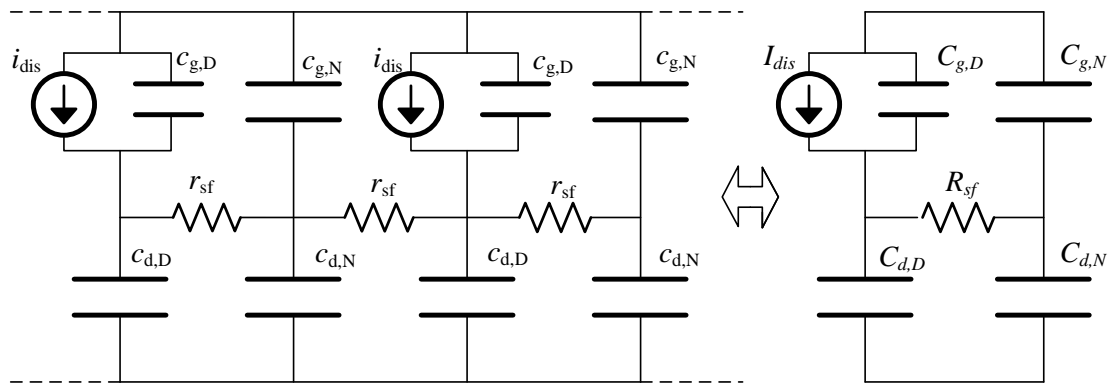 i_dis c_g,D c_g,N i_dis c_g,D c_g,N I_dis C_g,D C_g,N
r_sf r_sf r_sf R_sf
c_d,D c_d,N c_d,D c_d,N C_d,D C_d,N